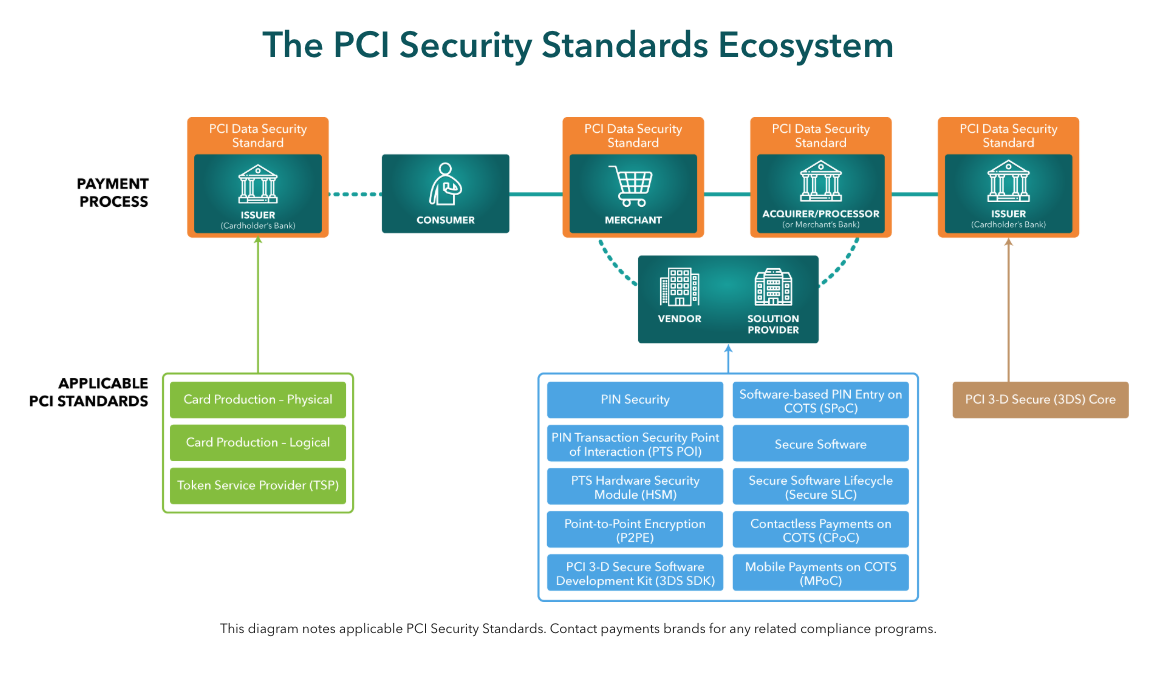 The PCI Security Standards Ecosystem
PAYMENT
PROCESS
PCI Data Security
Standard
ISSUER
(Cardholder's Bank)
CONSUMER
PCI Data Security
Standard
MERCHANT
PCI Data Security
Standard
ACQUIRER/PROCESSOR
(or Merchant's Bank)
PCI Data Security
Standard
ISSUER
(Cardholder's Bank)
VENDOR
SOLUTION
PROVIDER
APPLICABLE
PCI STANDARDS
Card Production – Physical
Card Production – Logical
Token Service Provider (TSP)
PIN Security
PIN Transaction Security Point
of Interaction (PTS POI)
PTS Hardware Security
Module (HSM)
Point-to-Point Encryption
(P2PE)
PCI 3-D Secure Software
Development Kit (3DS SDK)
Software-based PIN Entry on
COTS (SPoC)
Secure Software
Secure Software Lifecycle
(Secure SLC)
Contactless Payments on
COTS (CPoC)
Mobile Payments on COTS
(MPoC)
PCI 3-D Secure (3DS) Core
This diagram notes applicable PCI Security Standards. Contact payments brands for any related compliance programs.